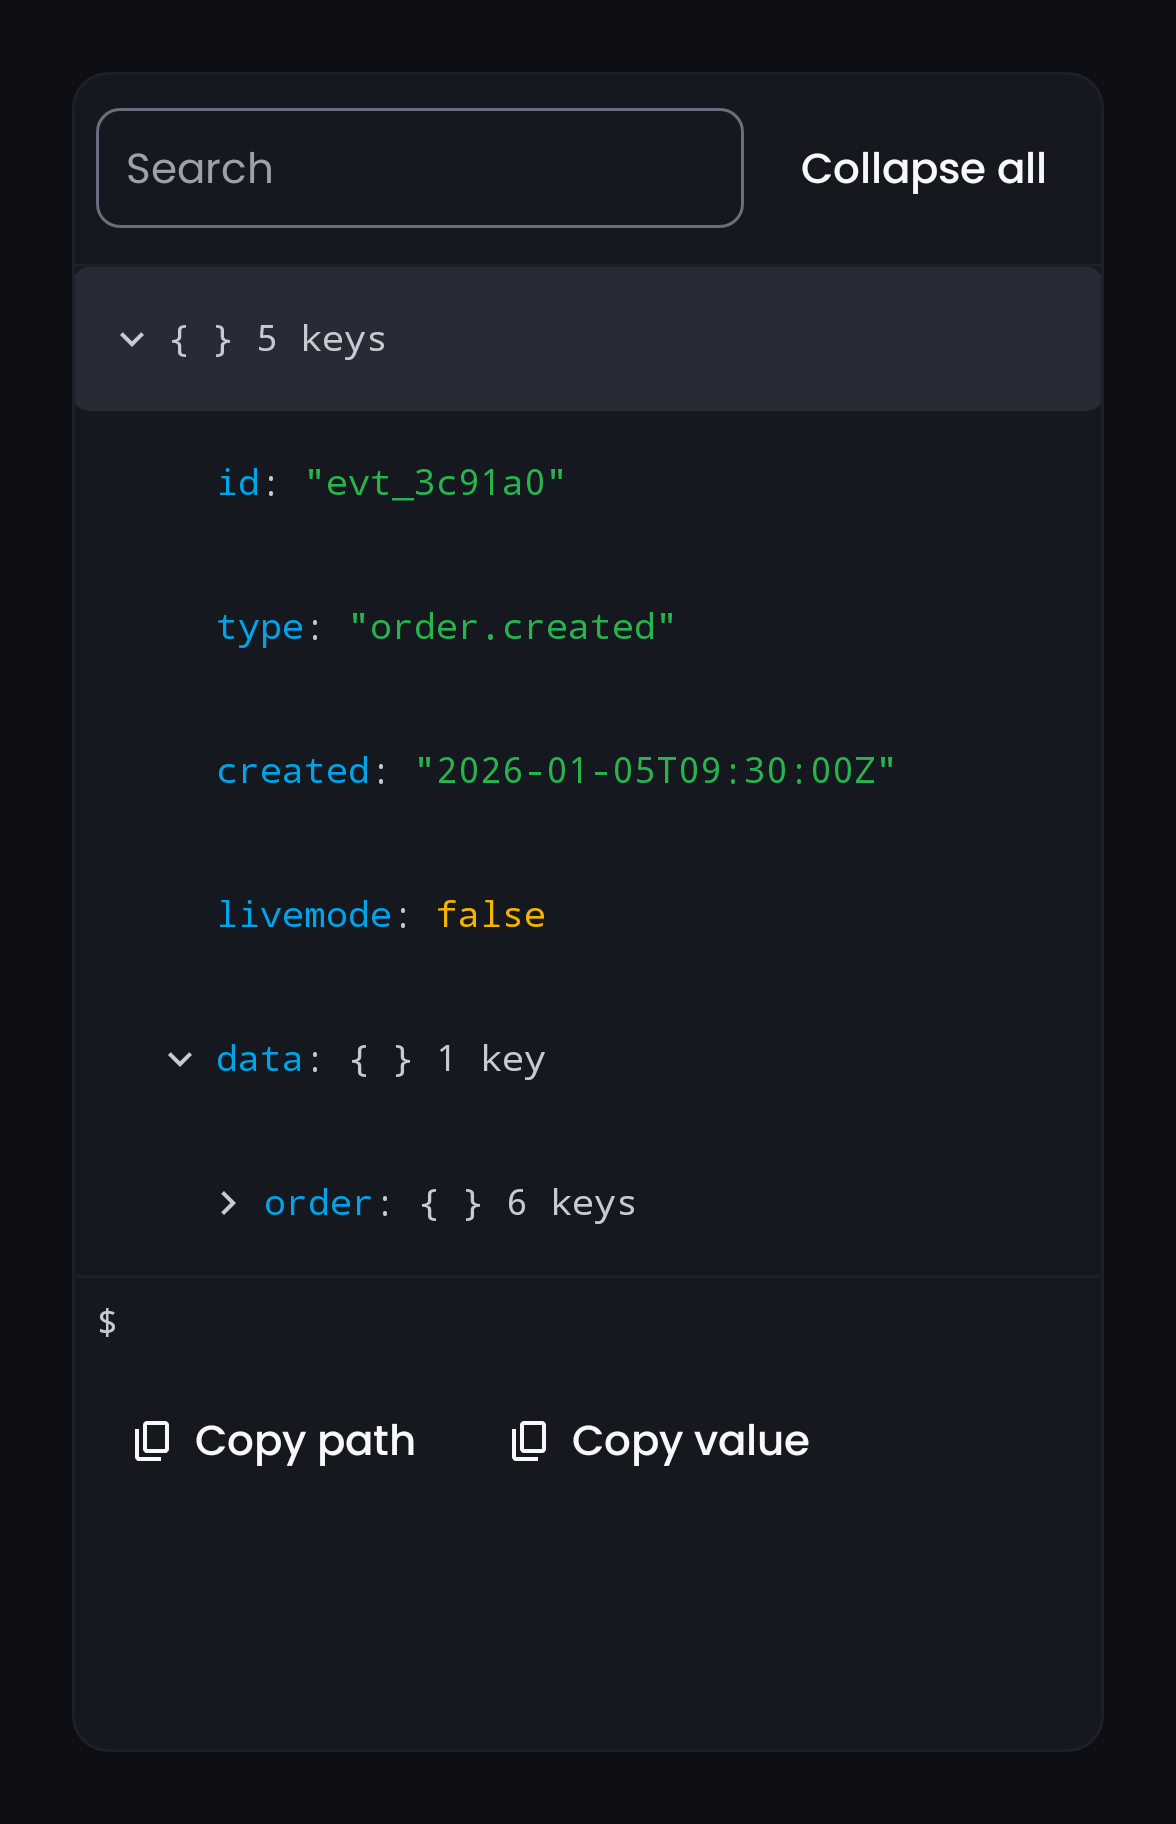 Search
Collapse all
{ } 5 keys
id: "evt_3c91a0"
type: "order.created"
created: "2026-01-05T09:30:00Z"
livemode: false
data: { } 1 key
order: { } 6 keys
$
Copy path
Copy value